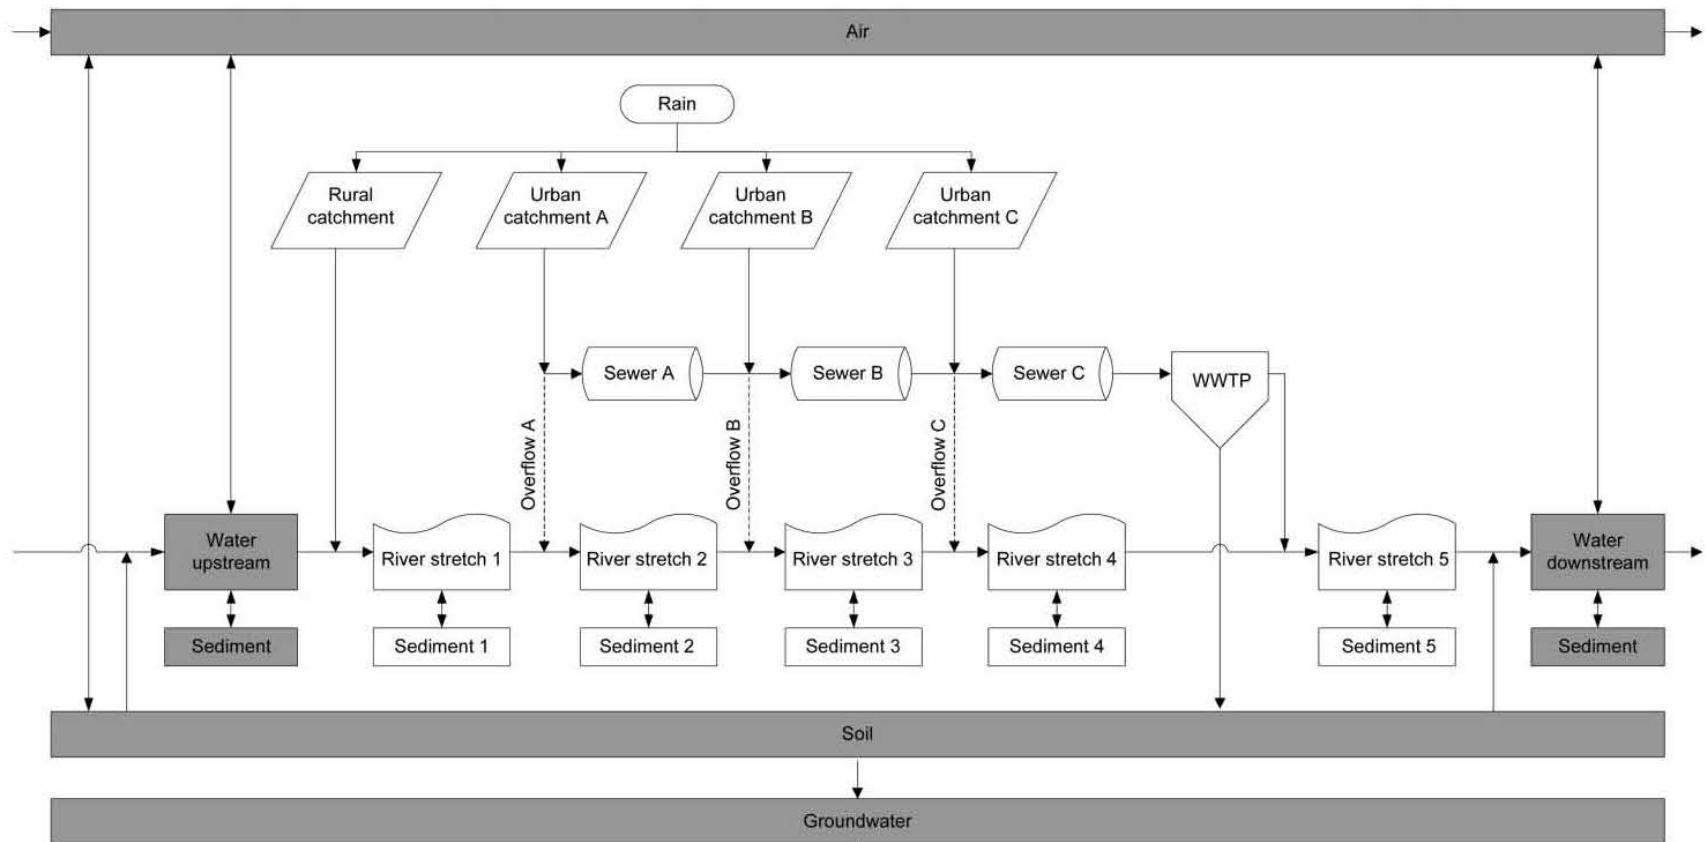 Air
Rain
Rural
catchment
Urban
catchment A
Urban
catchment B
Urban
catchment C
Sewer A
Sewer B
Sewer C
WWTP
Overflow A
Overflow B
Overflow C
Water
upstream
River stretch 1
River stretch 2
River stretch 3
River stretch 4
River stretch 5
Water
downstream
Sediment
Sediment 1
Sediment 2
Sediment 3
Sediment 4
Sediment 5
Sediment
Soil
Groundwater